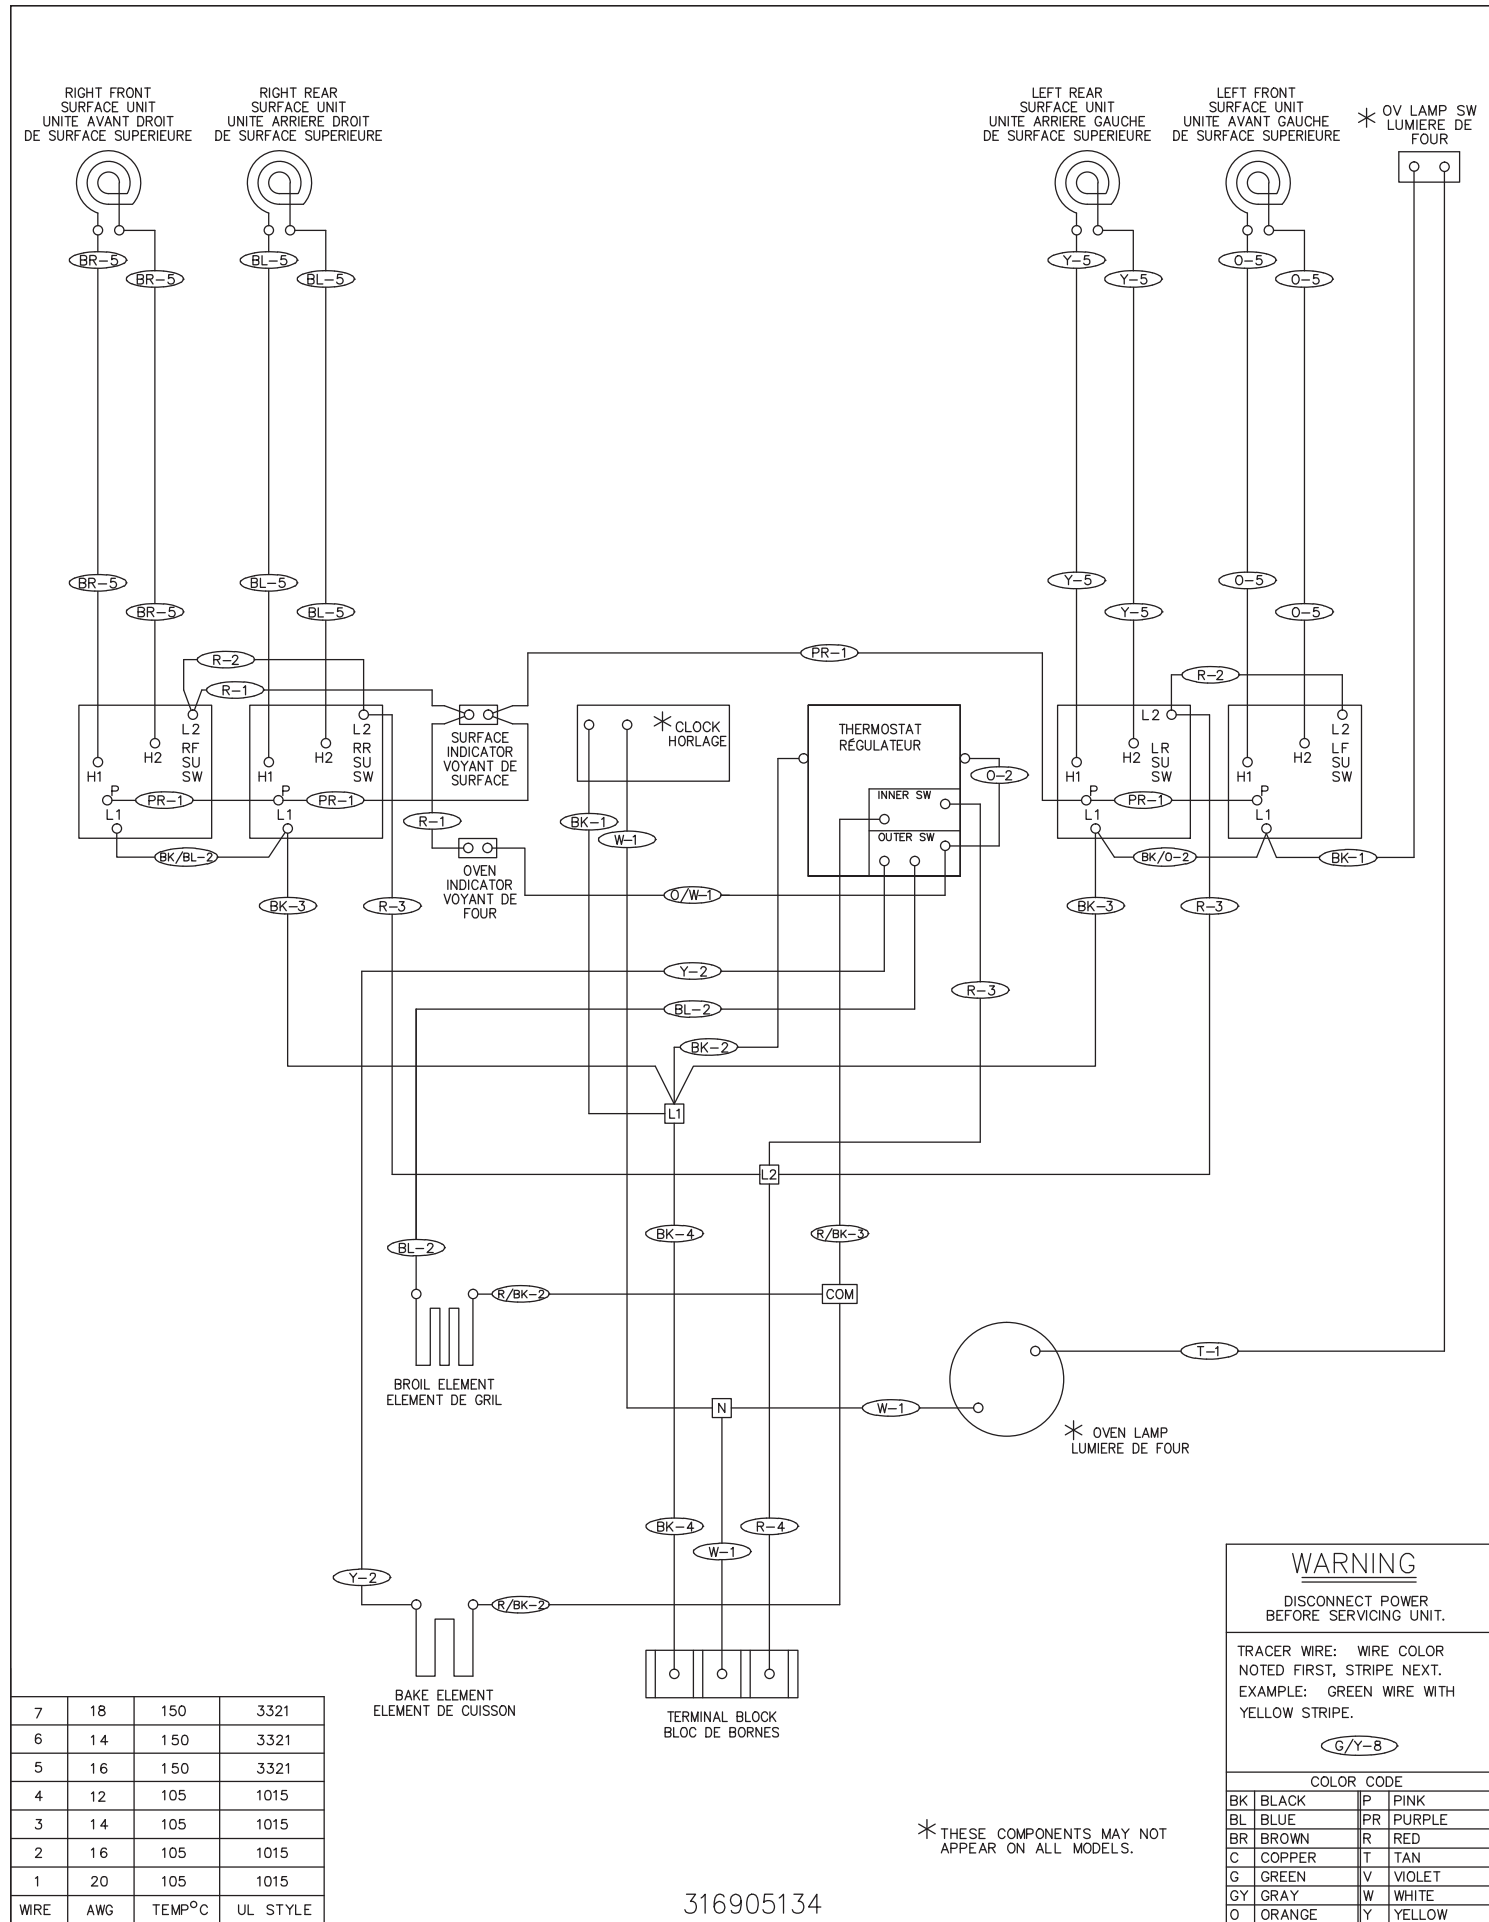 RIGHT FRONT
SURFACE UNIT
UNITE AVANT DROIT
DE SURFACE SUPERIEURE
RIGHT REAR
SURFACE UNIT
UNITE ARRIERE DROIT
DE SURFACE SUPERIEURE
LEFT REAR
SURFACE UNIT
UNITE ARRIERE GAUCHE
DE SURFACE SUPERIEURE
LEFT FRONT
SURFACE UNIT
UNITE AVANT GAUCHE
DE SURFACE SUPERIEURE
* OV LAMP SW
LUMIERE DE
FOUR
BR-5
BR-5
BL-5
BL-5
Y-5
Y-5
O-5
O-5
BR-5
BR-5
BL-5
BL-5
Y-5
Y-5
O-5
O-5
R-2
R-1
PR-1
R-2
H1
H2
L2
RF
SU
SW
P
L1
PR-1
H1
H2
L2
RR
SU
SW
P
L1
PR-1
SURFACE
INDICATOR
VOYANT DE
SURFACE
* CLOCK
HORLAGE
THERMOSTAT
RÉGULATEUR
INNER SW
OUTER SW
O-2
H1
H2
L2
LR
SU
SW
P
L1
PR-1
H1
H2
L2
LF
SU
SW
P
L1
R-1
BK-1
W-1
BK/BL-2
OVEN
INDICATOR
VOYANT DE
FOUR
BK/O-2
BK-1
BK-3
R-3
O/W-1
BK-3
R-3
Y-2
R-3
BL-2
BK-2
L1
L2
BL-2
BK-4
R/BK-3
R/BK-2
COM
T-1
BROIL ELEMENT
ELEMENT DE GRIL
N
W-1
* OVEN LAMP
LUMIERE DE FOUR
BK-4
W-1
R-4
Y-2
R/BK-2
BAKE ELEMENT
ELEMENT DE CUISSON
TERMINAL BLOCK
BLOC DE BORNES
WARNING
DISCONNECT POWER
BEFORE SERVICING UNIT.
TRACER WIRE: WIRE COLOR
NOTED FIRST, STRIPE NEXT.
EXAMPLE: GREEN WIRE WITH
YELLOW STRIPE.
G/Y-8
COLOR CODE
BK BLACK P PINK
BL BLUE PR PURPLE
BR BROWN R RED
C COPPER T TAN
G GREEN V VIOLET
GY GRAY W WHITE
O ORANGE Y YELLOW
7 18 150 3321
6 14 150 3321
5 16 150 3321
4 12 105 1015
3 14 105 1015
2 16 105 1015
1 20 105 1015
WIRE AWG TEMP°C UL STYLE
* THESE COMPONENTS MAY NOT
APPEAR ON ALL MODELS.
316905134